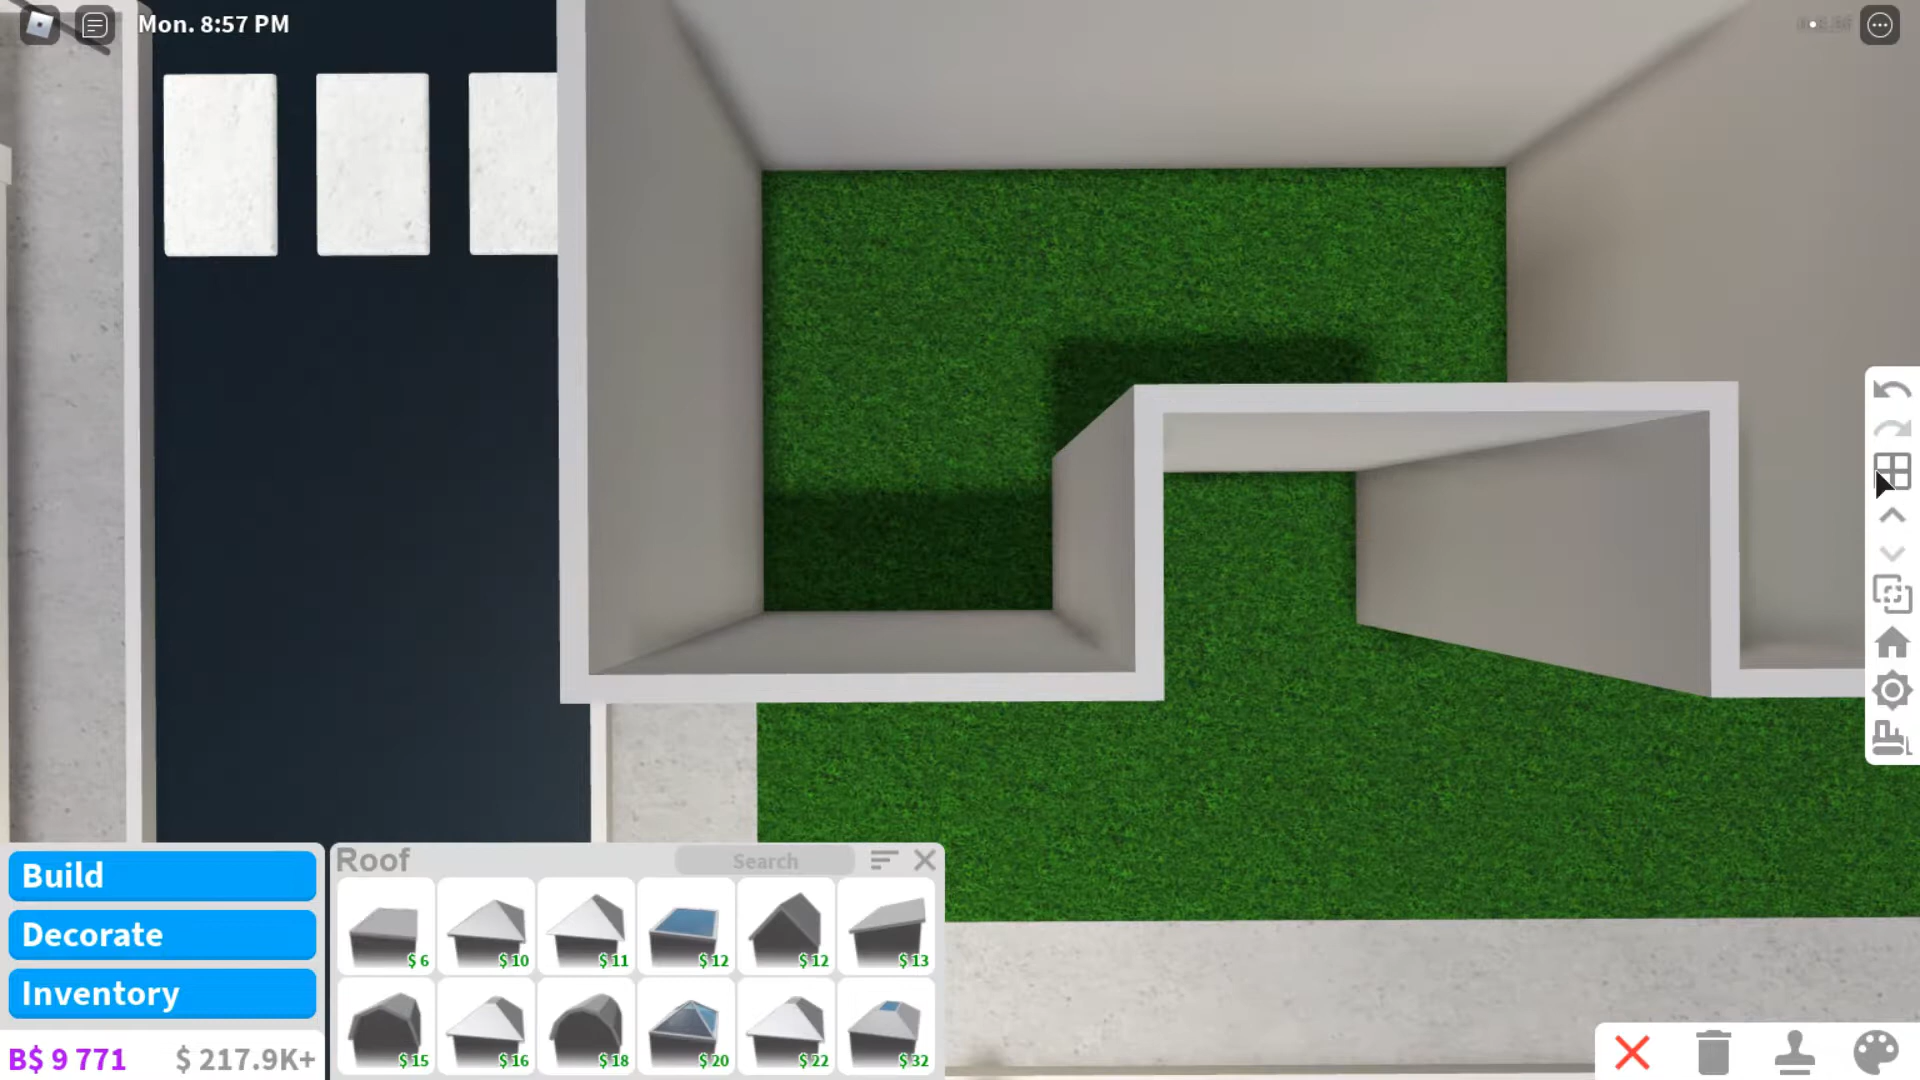 Mon. 8:57 PM
Build
Decorate
Inventory
B$ 9 771 $ 217.9K+
Roof Search
$ 6 $ 10 $ 11 $ 12 $ 12 $ 13
$ 15 $ 16 $ 18 $ 20 $ 22 $ 32